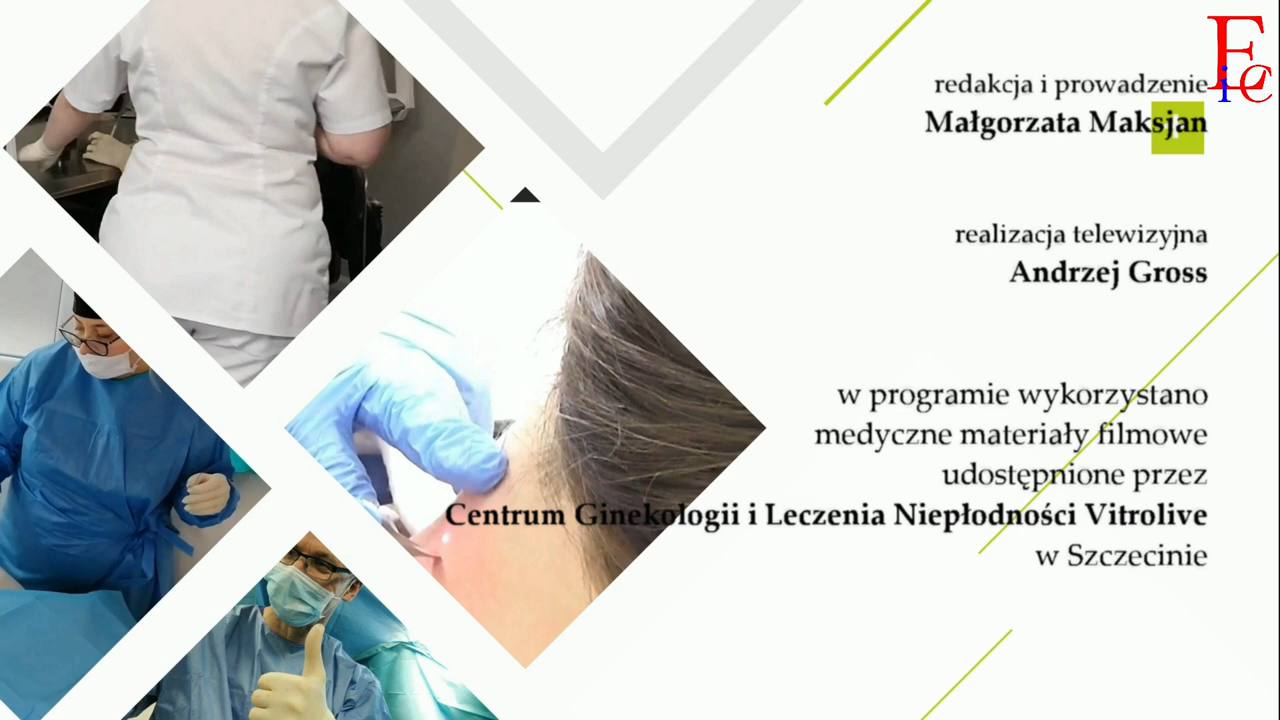 redakcja i prowadzenie
Małgorzata Maksjan
realizacja telewizyjna
Andrzej Gross
w programie wykorzystano
medyczne materiały filmowe
udostępnione przez
Centrum Ginekologii i Leczenia Niepłodności Vitrolive
w Szczecinie
EiC